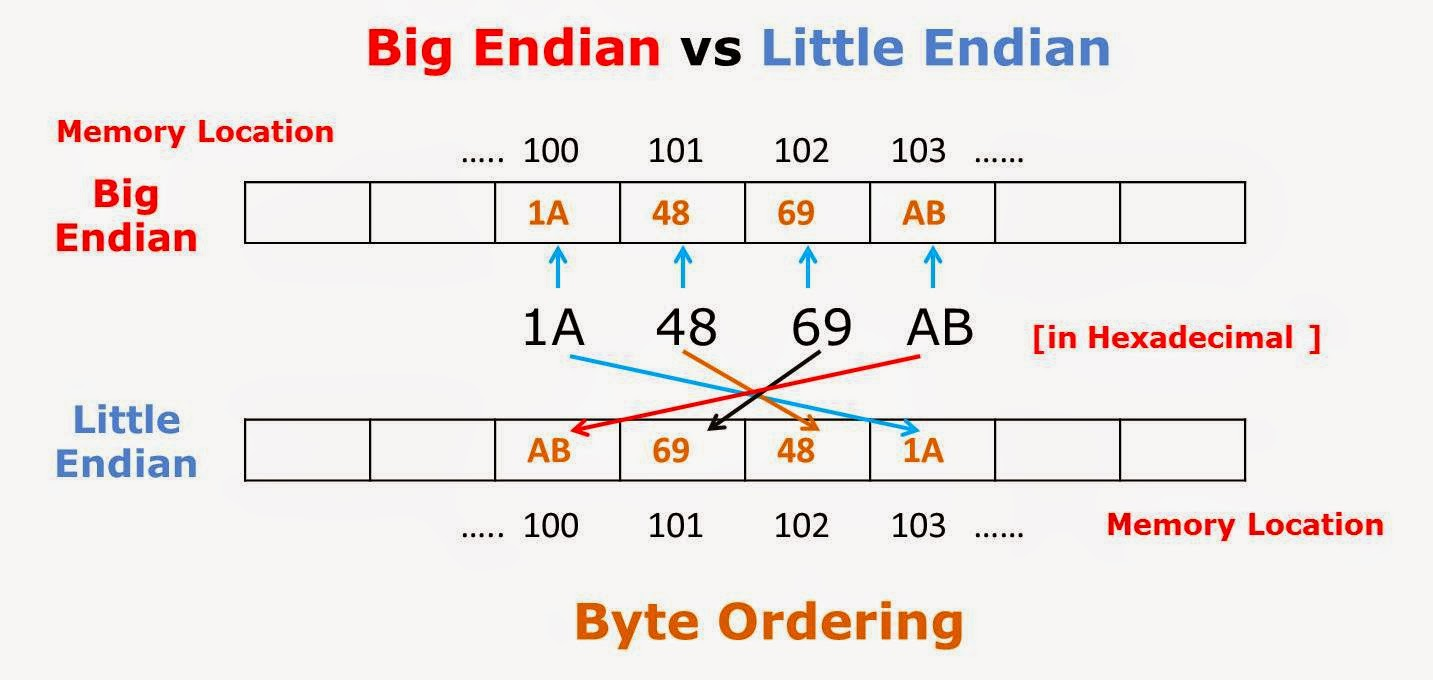 Big Endian vs Little Endian
Memory Location
..... 100 101 102 103 ......
Big
Endian
1A 48 69 AB
1A 48 69 AB [in Hexadecimal ]
Little
Endian
AB 69 48 1A
..... 100 101 102 103 ......
Memory Location
Byte Ordering